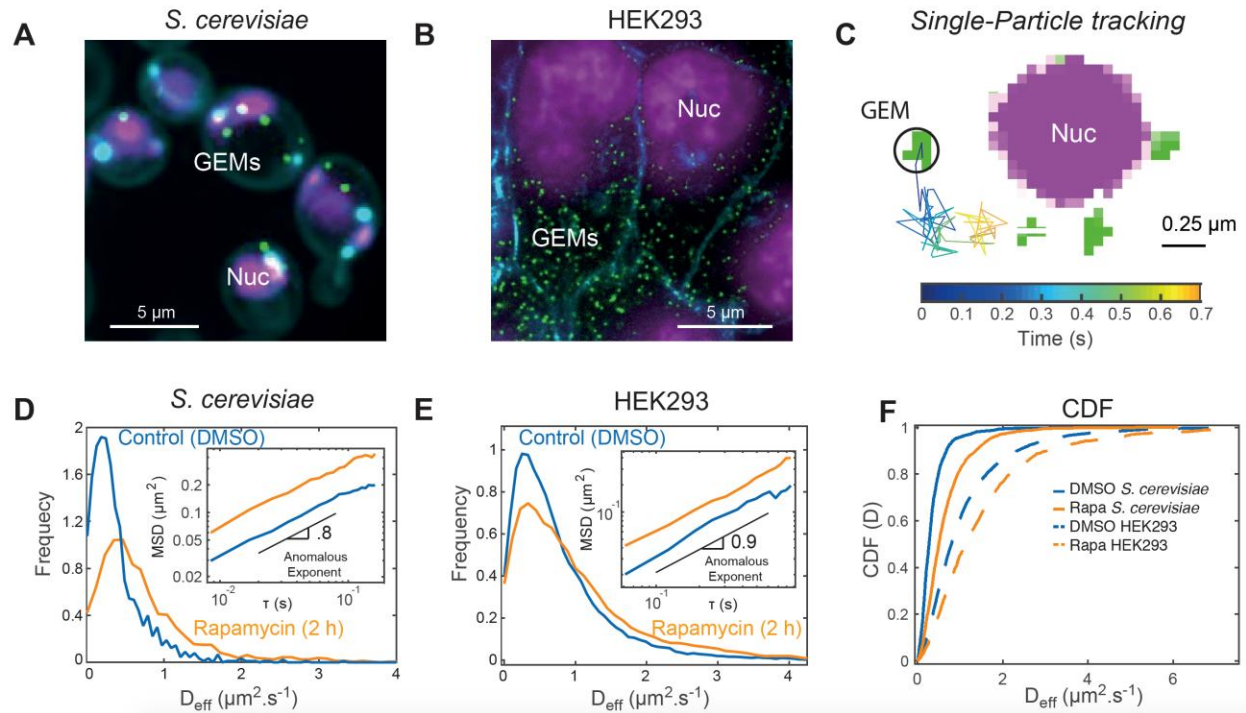 A
S. cerevisiae
GEMs
Nuc
5 μm
B
HEK293
Nuc
GEMs
5 μm
C
Single-Particle tracking
GEM
Nuc
0.25 μm
0 0.1 0.2 0.3 0.4 0.5 0.6 0.7
Time (s)
D
S. cerevisiae
2
1.6
1.2
0.8
0.4
0
Frequecy
Control (DMSO)
MSD (μm²)
0.2
0.1
0.05
0.02
.8
Anomalous
Exponent
10⁻² 10⁻¹
τ (s)
Rapamycin (2 h)
0 1 2 3 4
D_eff (μm².s⁻¹)
E
HEK293
1
0.8
0.6
0.4
0.2
0
Frequency
Control (DMSO)
MSD (μm²)
10⁻¹
0.9
Anomalous
Exponent
10⁻¹
τ (s)
Rapamycin (2 h)
0 1 2 3 4
D_eff (μm².s⁻¹)
F
CDF
1
0.8
0.6
0.4
0.2
0
CDF (D)
DMSO S. cerevisiae
Rapa S. cerevisiae
DMSO HEK293
Rapa HEK293
0 2 4 6
D_eff (μm².s⁻¹)